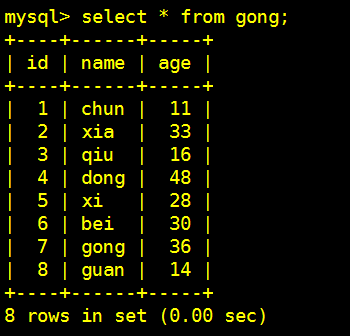 mysql> select * from gong;
+----+------+-----+
| id | name | age |
+----+------+-----+
|  1 | chun |  11 |
|  2 | xia  |  33 |
|  3 | qiu  |  16 |
|  4 | dong |  48 |
|  5 | xi   |  28 |
|  6 | bei  |  30 |
|  7 | gong |  36 |
|  8 | guan |  14 |
+----+------+-----+
8 rows in set (0.00 sec)